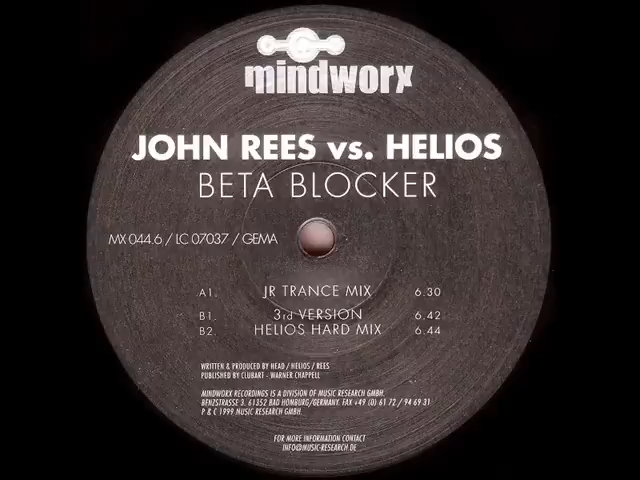 mindworx
JOHN REES vs. HELIOS
BETA BLOCKER
MX 044.6 / LC 07037 / GEMA
A1. JR TRANCE MIX 6.30
B1. 3rd VERSION 6.42
B2. HELIOS HARD MIX 6.44
WRITTEN & PRODUCED BY HEAD / HELIOS / REES
PUBLISHED BY CLUBART - WARNER CHAPPELL
MINDWORX RECORDINGS IS A DIVISION OF MUSIC RESEARCH GMBH.
BENZSTRASSE 3. 61352 BAD HOMBURG/GERMANY. FAX +49 (0) 61 72 / 94 69 31
P & C 1999 MUSIC RESEARCH GMBH.
FOR MORE INFORMATION CONTACT
INFO@MUSIC-RESEARCH.DE